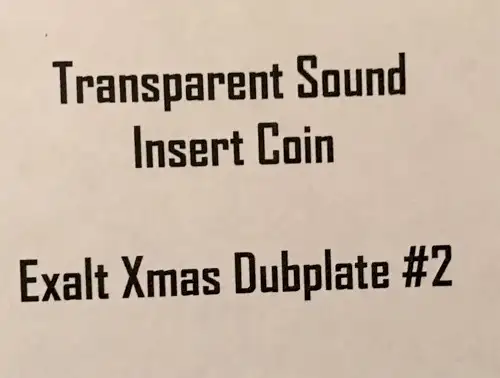 Transparent Sound
Insert Coin
Exalt Xmas Dubplate #2